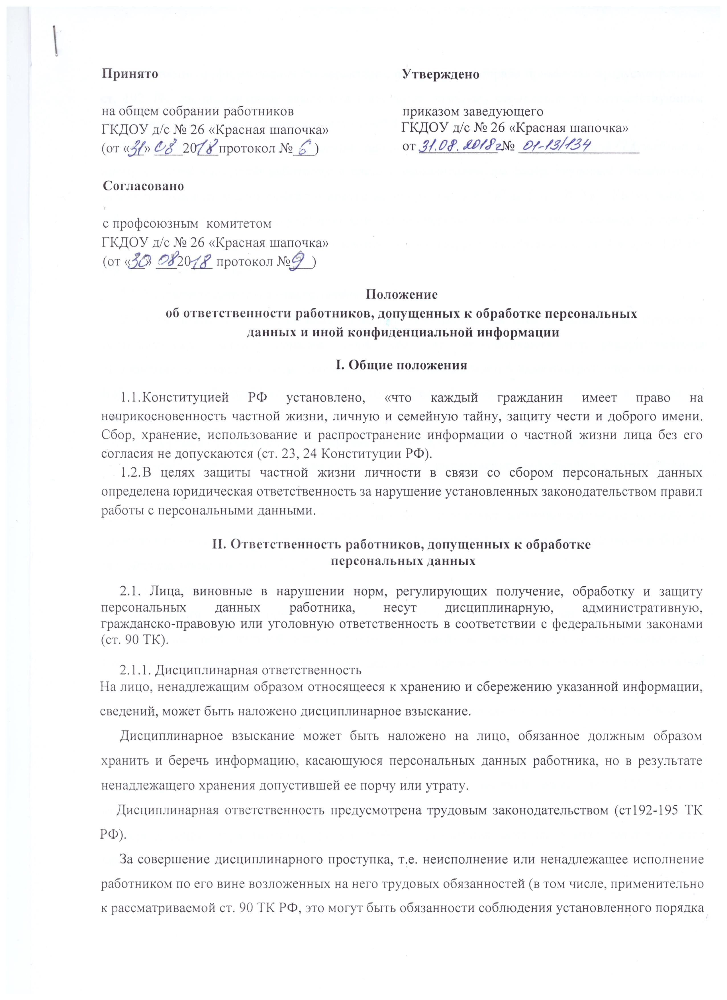 Принято
на общем собрании работников
ГКДОУ д/с № 26 «Красная шапочка»
(от «31» 08 2018 протокол № 6)
Утверждено
приказом заведующего
ГКДОУ д/с № 26 «Красная шапочка»
от 31.08.2018г № 01-13/134
Согласовано
с профсоюзным комитетом
ГКДОУ д/с № 26 «Красная шапочка»
(от «30» 08 2018 протокол № 9)
Положение
об ответственности работников, допущенных к обработке персональных
данных и иной конфиденциальной информации
I. Общие положения
1.1.Конституцией РФ установлено, «что каждый гражданин имеет право на
неприкосновенность частной жизни, личную и семейную тайну, защиту чести и доброго имени.
Сбор, хранение, использование и распространение информации о частной жизни лица без его
согласия не допускаются (ст. 23, 24 Конституции РФ).
1.2.В целях защиты частной жизни личности в связи со сбором персональных данных
определена юридическая ответственность за нарушение установленных законодательством правил
работы с персональными данными.
II. Ответственность работников, допущенных к обработке
персональных данных
2.1. Лица, виновные в нарушении норм, регулирующих получение, обработку и защиту
персональных данных работника, несут дисциплинарную, административную,
гражданско-правовую или уголовную ответственность в соответствии с федеральными законами
(ст. 90 ТК).
2.1.1. Дисциплинарная ответственность
На лицо, ненадлежащим образом относящееся к хранению и сбережению указанной информации,
сведений, может быть наложено дисциплинарное взыскание.
Дисциплинарное взыскание может быть наложено на лицо, обязанное должным образом
хранить и беречь информацию, касающуюся персональных данных работника, но в результате
ненадлежащего хранения допустившей ее порчу или утрату.
Дисциплинарная ответственность предусмотрена трудовым законодательством (ст192-195 ТК
РФ).
За совершение дисциплинарного проступка, т.е. неисполнение или ненадлежащее исполнение
работником по его вине возложенных на него трудовых обязанностей (в том числе, применительно
к рассматриваемой ст. 90 ТК РФ, это могут быть обязанности соблюдения установленного порядка